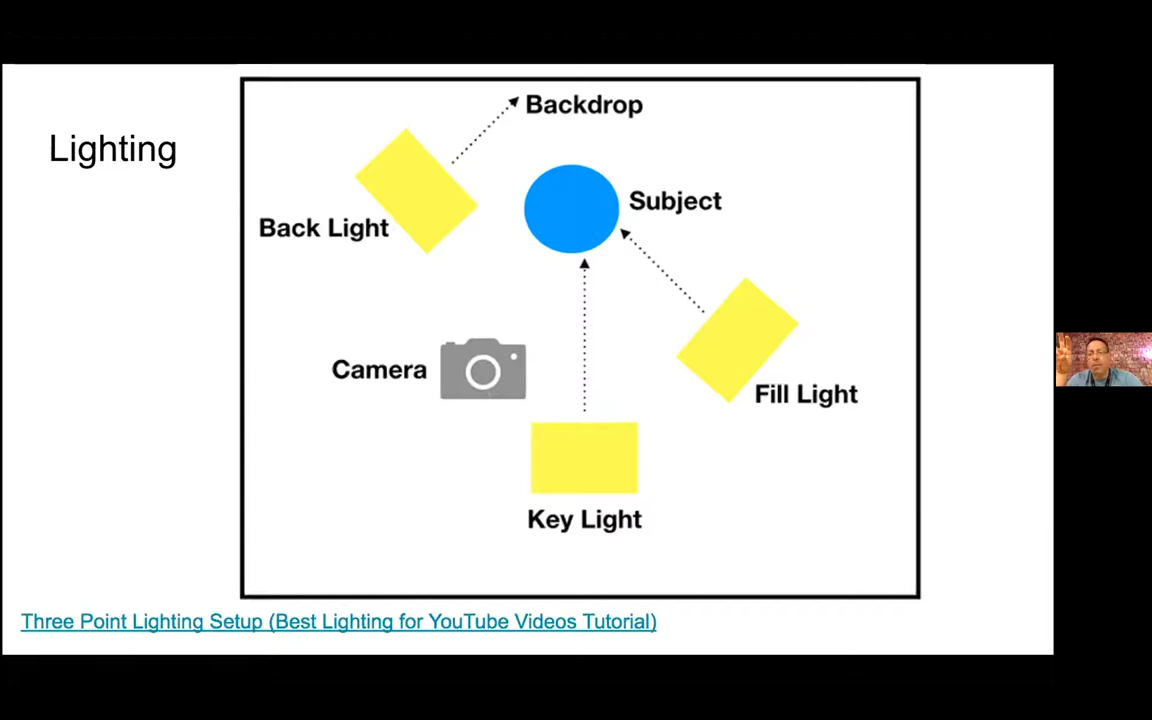 Lighting
Backdrop
Subject
Back Light
Camera
Fill Light
Key Light
Three Point Lighting Setup (Best Lighting for YouTube Videos Tutorial)